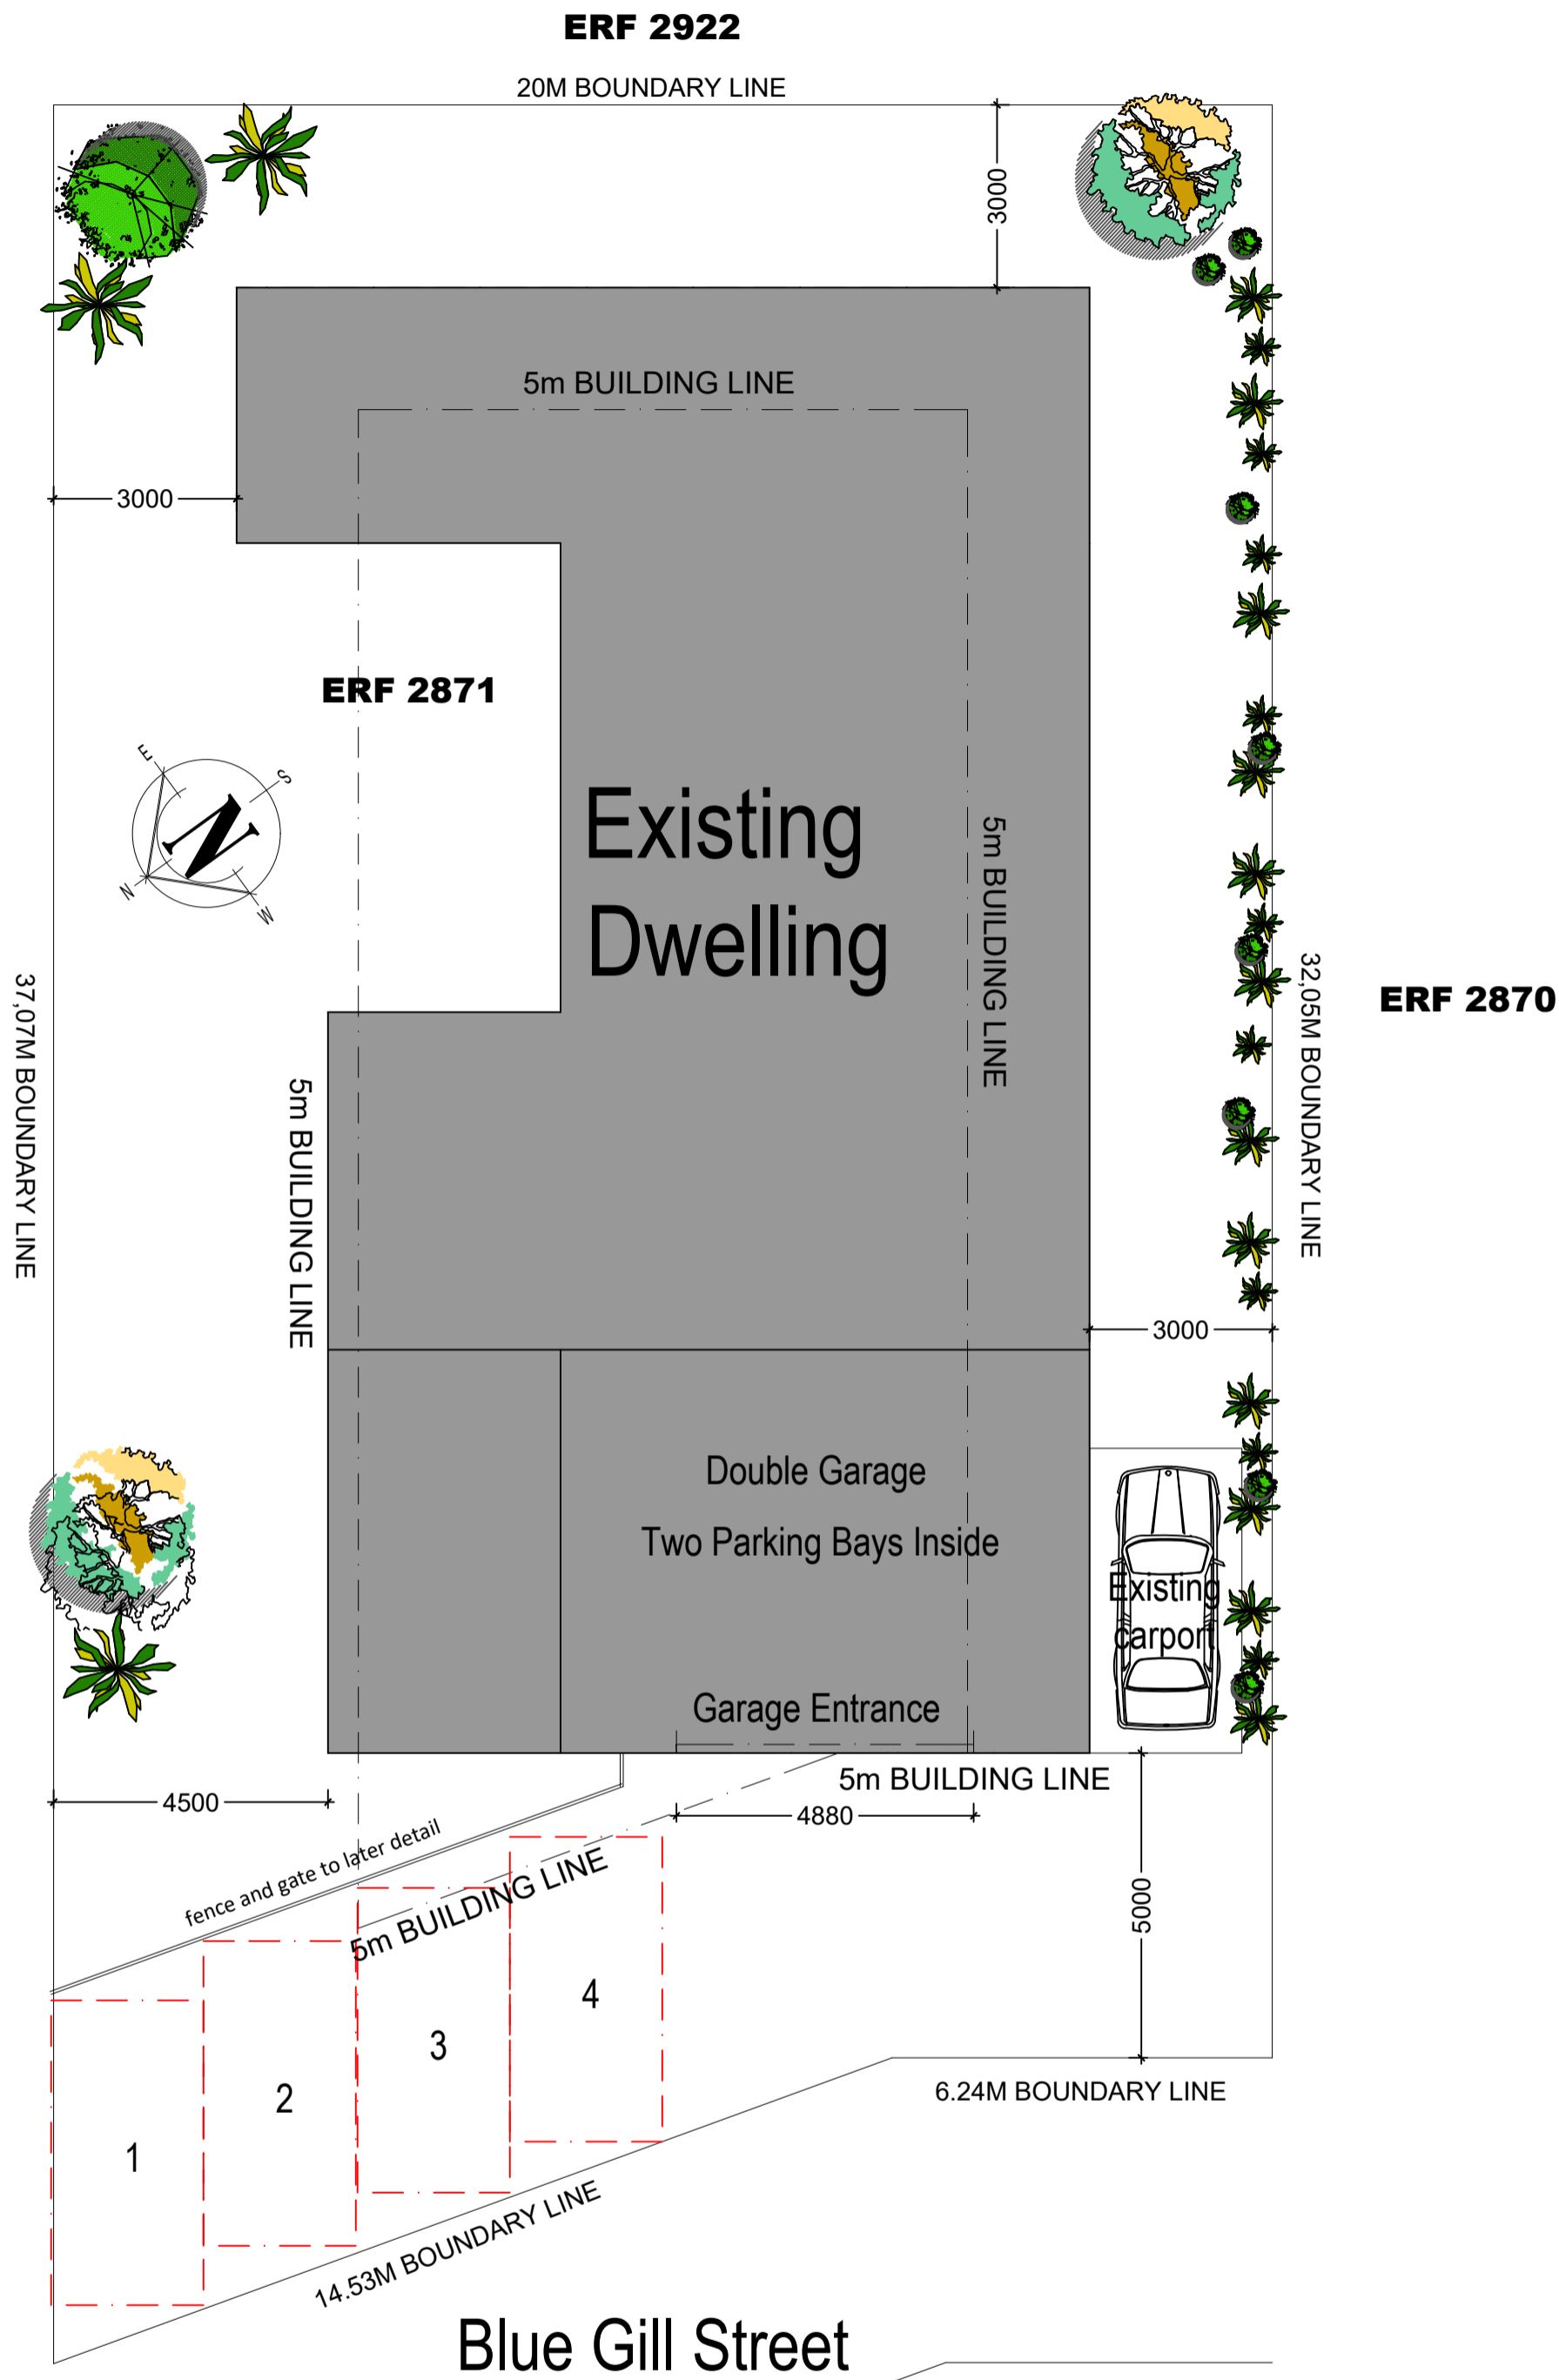 ERF 2922
20M BOUNDARY LINE
3000
5m BUILDING LINE
3000
ERF 2871
E
S
N
N
W
Existing
Dwelling
5m BUILDING LINE
37,07M BOUNDARY LINE
32,05M BOUNDARY LINE
ERF 2870
5m BUILDING LINE
3000
Double Garage
Two Parking Bays Inside
Existing
carport
Garage Entrance
5m BUILDING LINE
4500
4880
fence and gate to later detail
5m BUILDING LINE
5000
4
3
2
1
6.24M BOUNDARY LINE
14.53M BOUNDARY LINE
Blue Gill Street